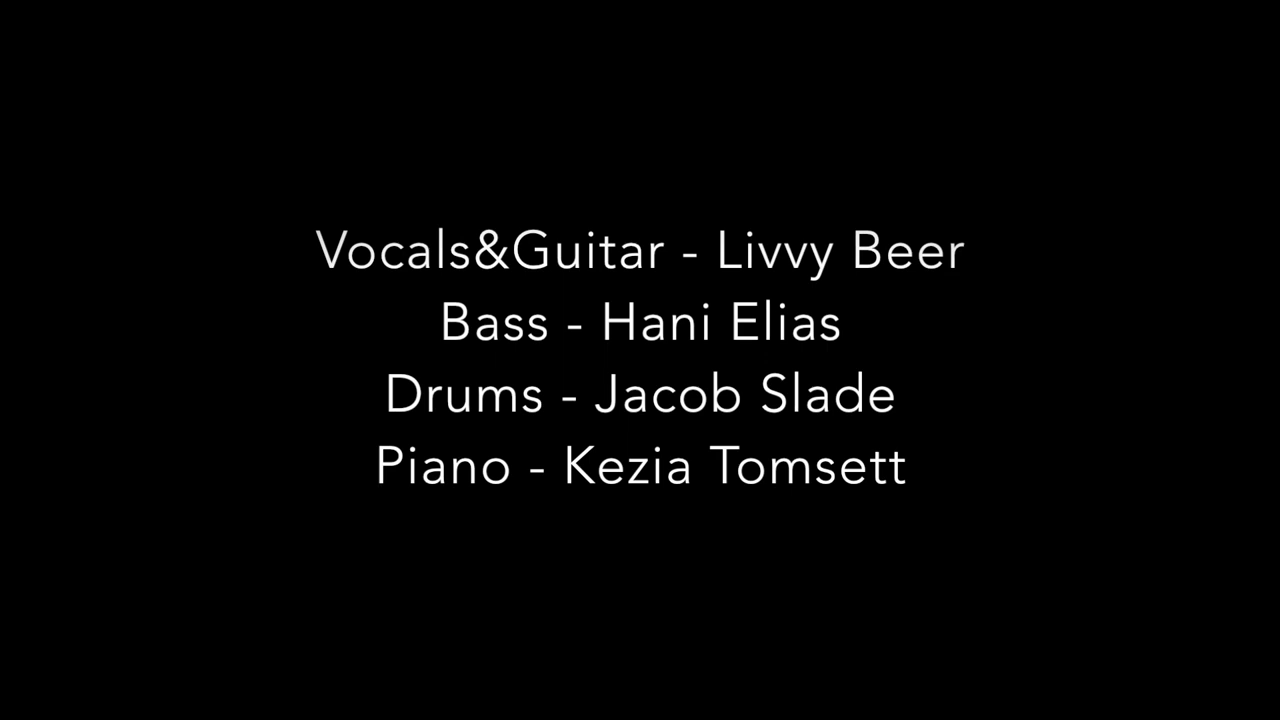 Vocals&Guitar - Livvy Beer
Bass - Hani Elias
Drums - Jacob Slade
Piano - Kezia Tomsett